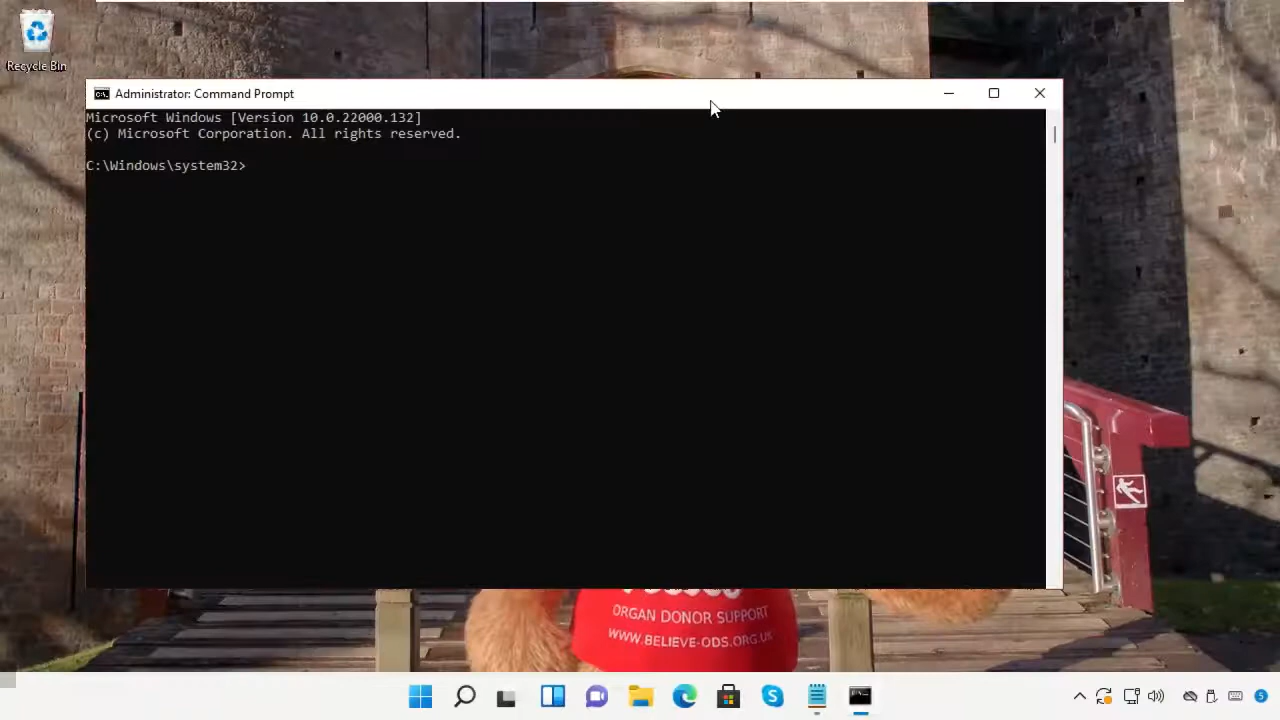 Recycle Bin
Administrator: Command Prompt
Microsoft Windows [Version 10.0.22000.132]
(c) Microsoft Corporation. All rights reserved.
C:\Windows\system32>
ORGAN DONOR SUPPORT
WWW.BELIEVE-ODS.ORG.UK
5